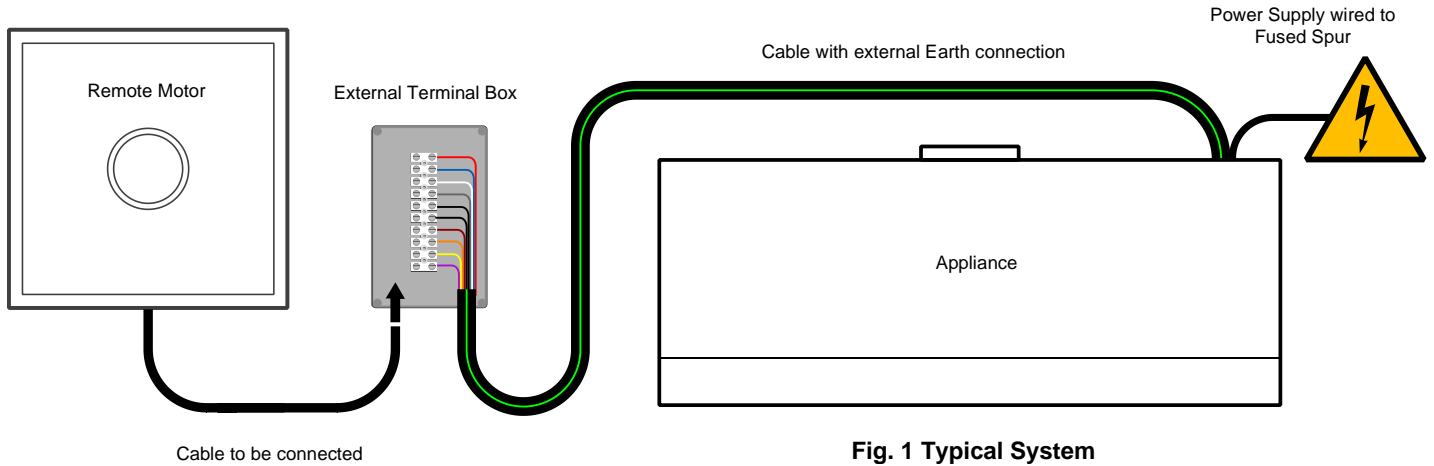 Power Supply wired to
Fused Spur
Cable with external Earth connection
Remote Motor
External Terminal Box
Appliance
Cable to be connected
Fig. 1 Typical System